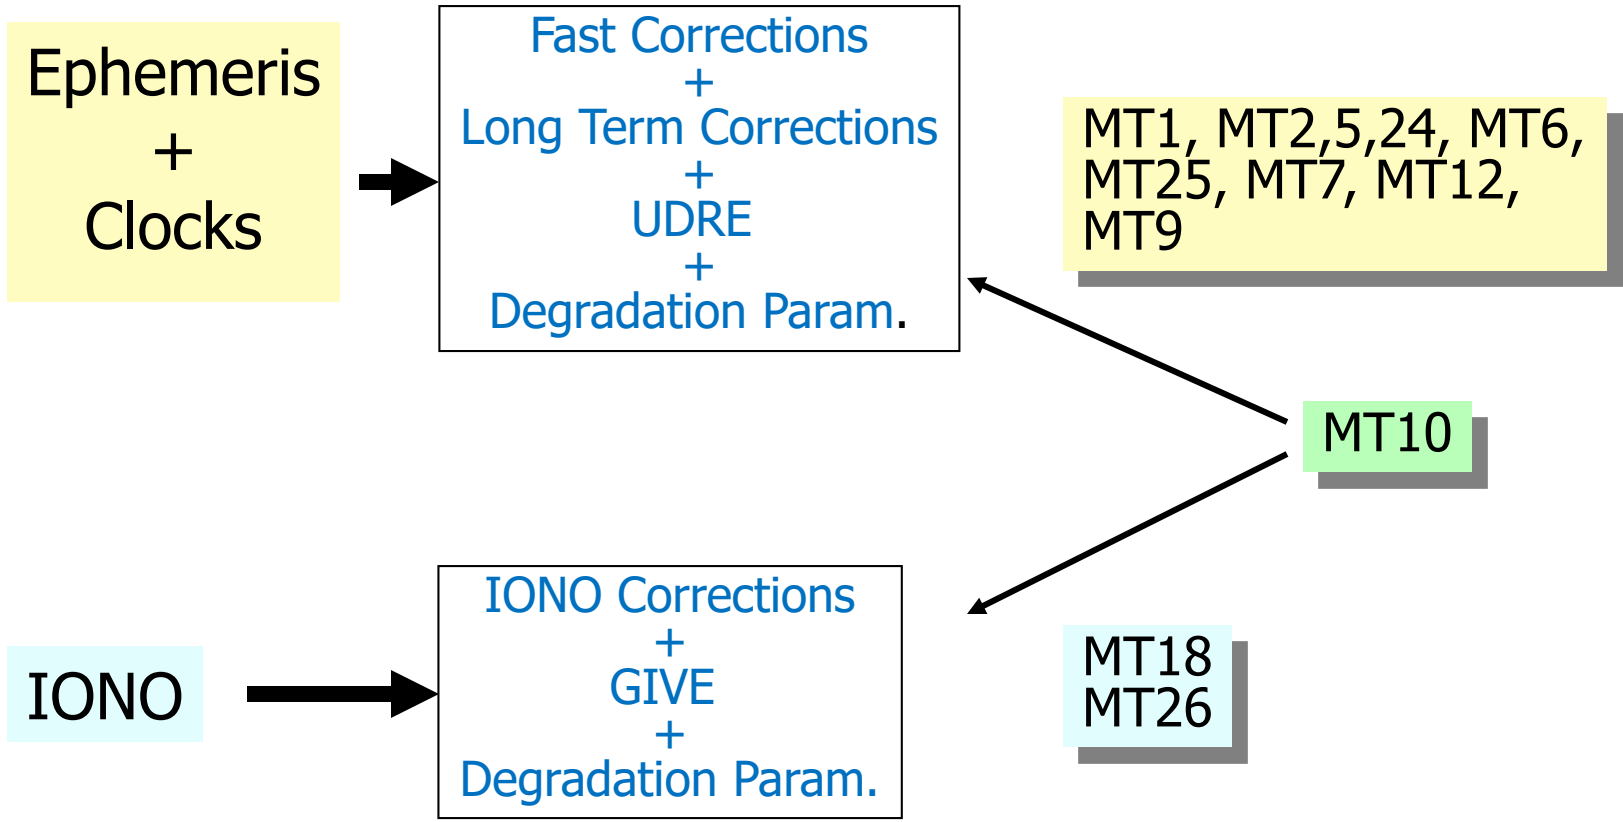 Ephemeris
+
Clocks
Fast Corrections
+
Long Term Corrections
+
UDRE
+
Degradation Param.
MT1, MT2,5,24, MT6,
MT25, MT7, MT12,
MT9
MT10
IONO
IONO Corrections
+
GIVE
+
Degradation Param.
MT18
MT26